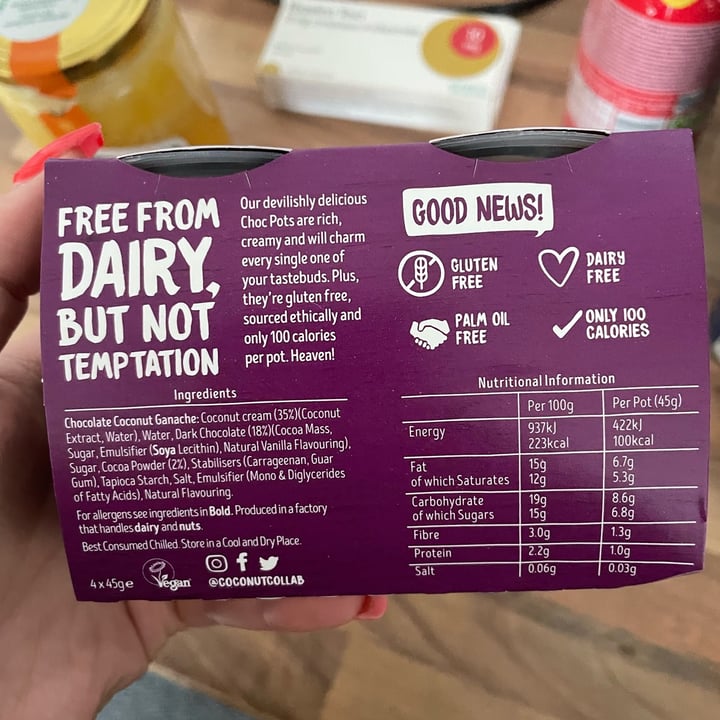 FREE FROM
DAIRY,
BUT NOT
TEMPTATION
Our devilishly delicious
Choc Pots are rich,
creamy and will charm
every single one of
your tastebuds. Plus,
they're gluten free,
sourced ethically and
only 100 calories
per pot. Heaven!
Ingredients
Chocolate Coconut Ganache: Coconut cream (35%)(Coconut
Extract, Water), Water, Dark Chocolate (18%)(Cocoa Mass,
Sugar, Emulsifier (Soya Lecithin), Natural Vanilla Flavouring),
Sugar, Cocoa Powder (2%), Stabilisers (Carrageenan, Guar
Gum), Tapioca Starch, Salt, Emulsifier (Mono & Diglycerides
of Fatty Acids), Natural Flavouring.
For allergens see ingredients in Bold. Produced in a factory
that handles dairy and nuts.
Best Consumed Chilled. Store in a Cool and Dry Place.
4 x 45g e
Vegan
@COCONUTCOLLAB
GOOD NEWS!
GLUTEN
FREE
DAIRY
FREE
PALM OIL
FREE
ONLY 100
CALORIES
Nutritional Information
Per 100g Per Pot (45g)
Energy 937kJ 422kJ
223kcal 100kcal
Fat 15g 6.7g
of which Saturates 12g 5.3g
Carbohydrate 19g 8.6g
of which Sugars 15g 6.8g
Fibre 3.0g 1.3g
Protein 2.2g 1.0g
Salt 0.06g 0.03g